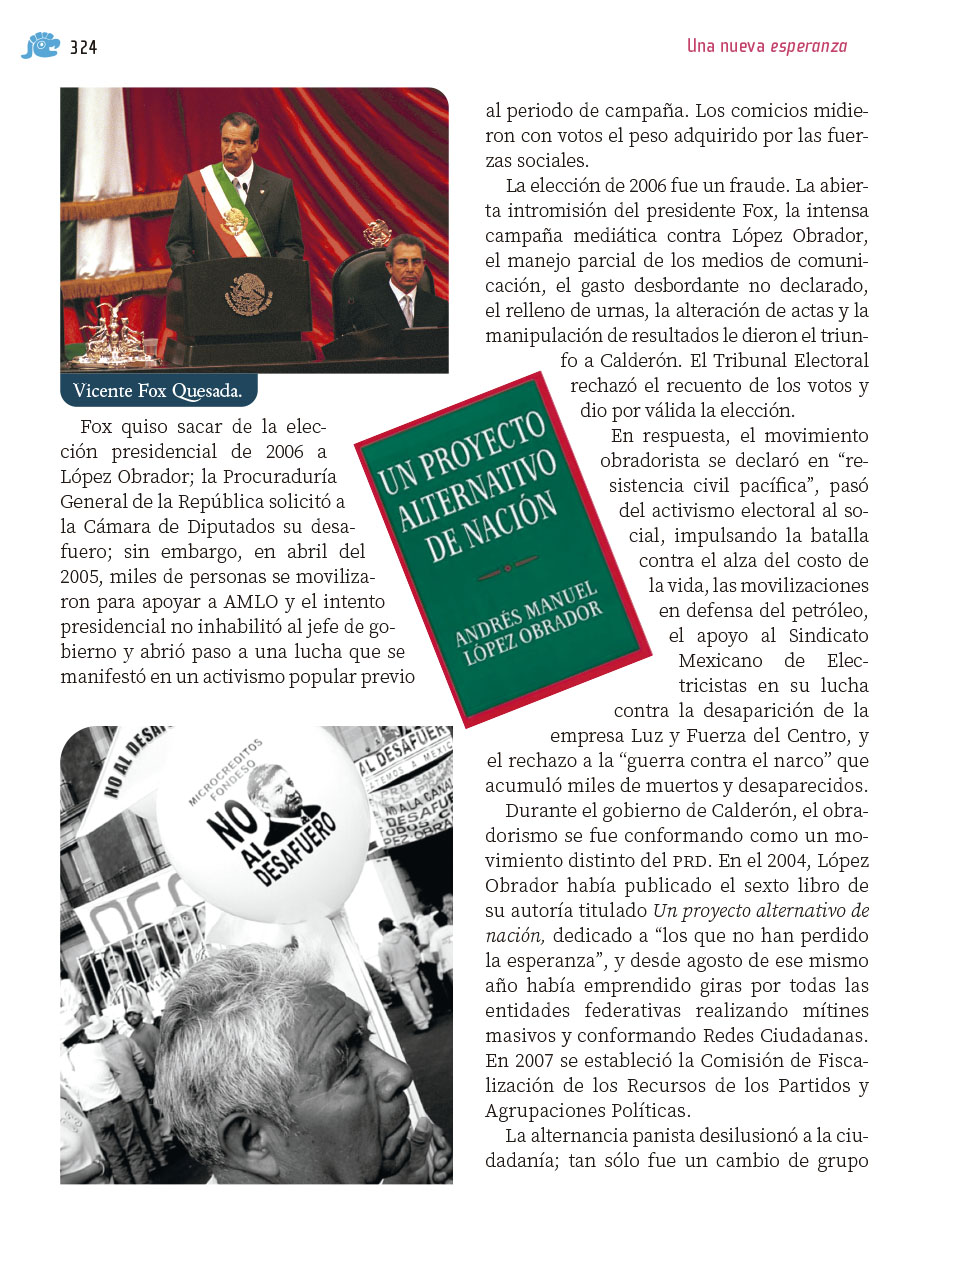 324
Una nueva esperanza
Vicente Fox Quesada.
Fox quiso sacar de la elec-
ción presidencial de 2006 a
López Obrador; la Procuraduría
General de la República solicitó a
la Cámara de Diputados su desa-
fuero; sin embargo, en abril del
2005, miles de personas se moviliza-
ron para apoyar a AMLO y el intento
presidencial no inhabilitó al jefe de go-
bierno y abrió paso a una lucha que se
manifestó en un activismo popular previo
UN PROYECTO
ALTERNATIVO
DE NACIÓN
ANDRÉS MANUEL
LÓPEZ OBRADOR
NO AL DESAF
MICROCREDITOS
FONDESO
NO
AL
DESAFUERO
AL DESAFUER
DESAFUE
al periodo de campaña. Los comicios midie-
ron con votos el peso adquirido por las fuer-
zas sociales.
La elección de 2006 fue un fraude. La abier-
ta intromisión del presidente Fox, la intensa
campaña mediática contra López Obrador,
el manejo parcial de los medios de comuni-
cación, el gasto desbordante no declarado,
el relleno de urnas, la alteración de actas y la
manipulación de resultados le dieron el triun-
fo a Calderón. El Tribunal Electoral
rechazó el recuento de los votos y
dio por válida la elección.
En respuesta, el movimiento
obradorista se declaró en “re-
sistencia civil pacífica”, pasó
del activismo electoral al so-
cial, impulsando la batalla
contra el alza del costo de
la vida, las movilizaciones
en defensa del petróleo,
el apoyo al Sindicato
Mexicano de Elec-
tricistas en su lucha
contra la desaparición de la
empresa Luz y Fuerza del Centro, y
el rechazo a la “guerra contra el narco” que
acumuló miles de muertos y desaparecidos.
Durante el gobierno de Calderón, el obra-
dorismo se fue conformando como un mo-
vimiento distinto del PRD. En el 2004, López
Obrador había publicado el sexto libro de
su autoría titulado Un proyecto alternativo de
nación, dedicado a “los que no han perdido
la esperanza”, y desde agosto de ese mismo
año había emprendido giras por todas las
entidades federativas realizando mítines
masivos y conformando Redes Ciudadanas.
En 2007 se estableció la Comisión de Fisca-
lización de los Recursos de los Partidos y
Agrupaciones Políticas.
La alternancia panista desilusionó a la ciu-
dadanía; tan sólo fue un cambio de grupo